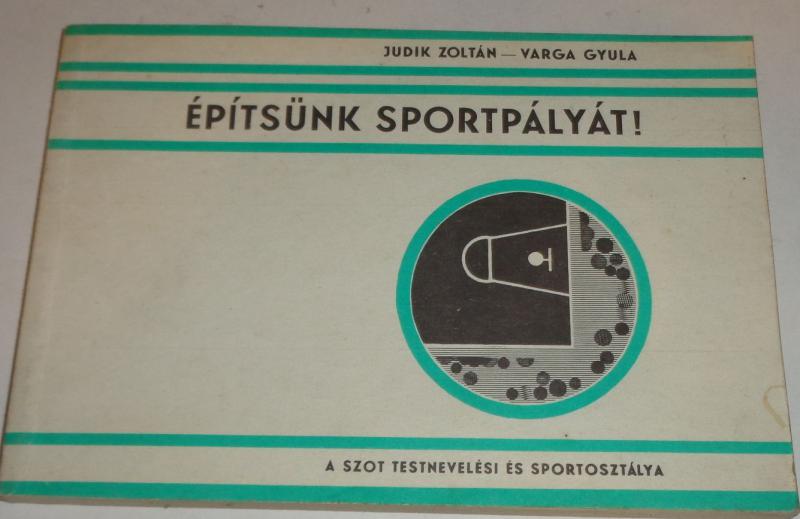 JUDIK ZOLTÁN — VARGA GYULA
ÉPÍTSÜNK SPORTPÁLYÁT!
A SZOT TESTNEVELÉSI ÉS SPORTOSZTÁLYA